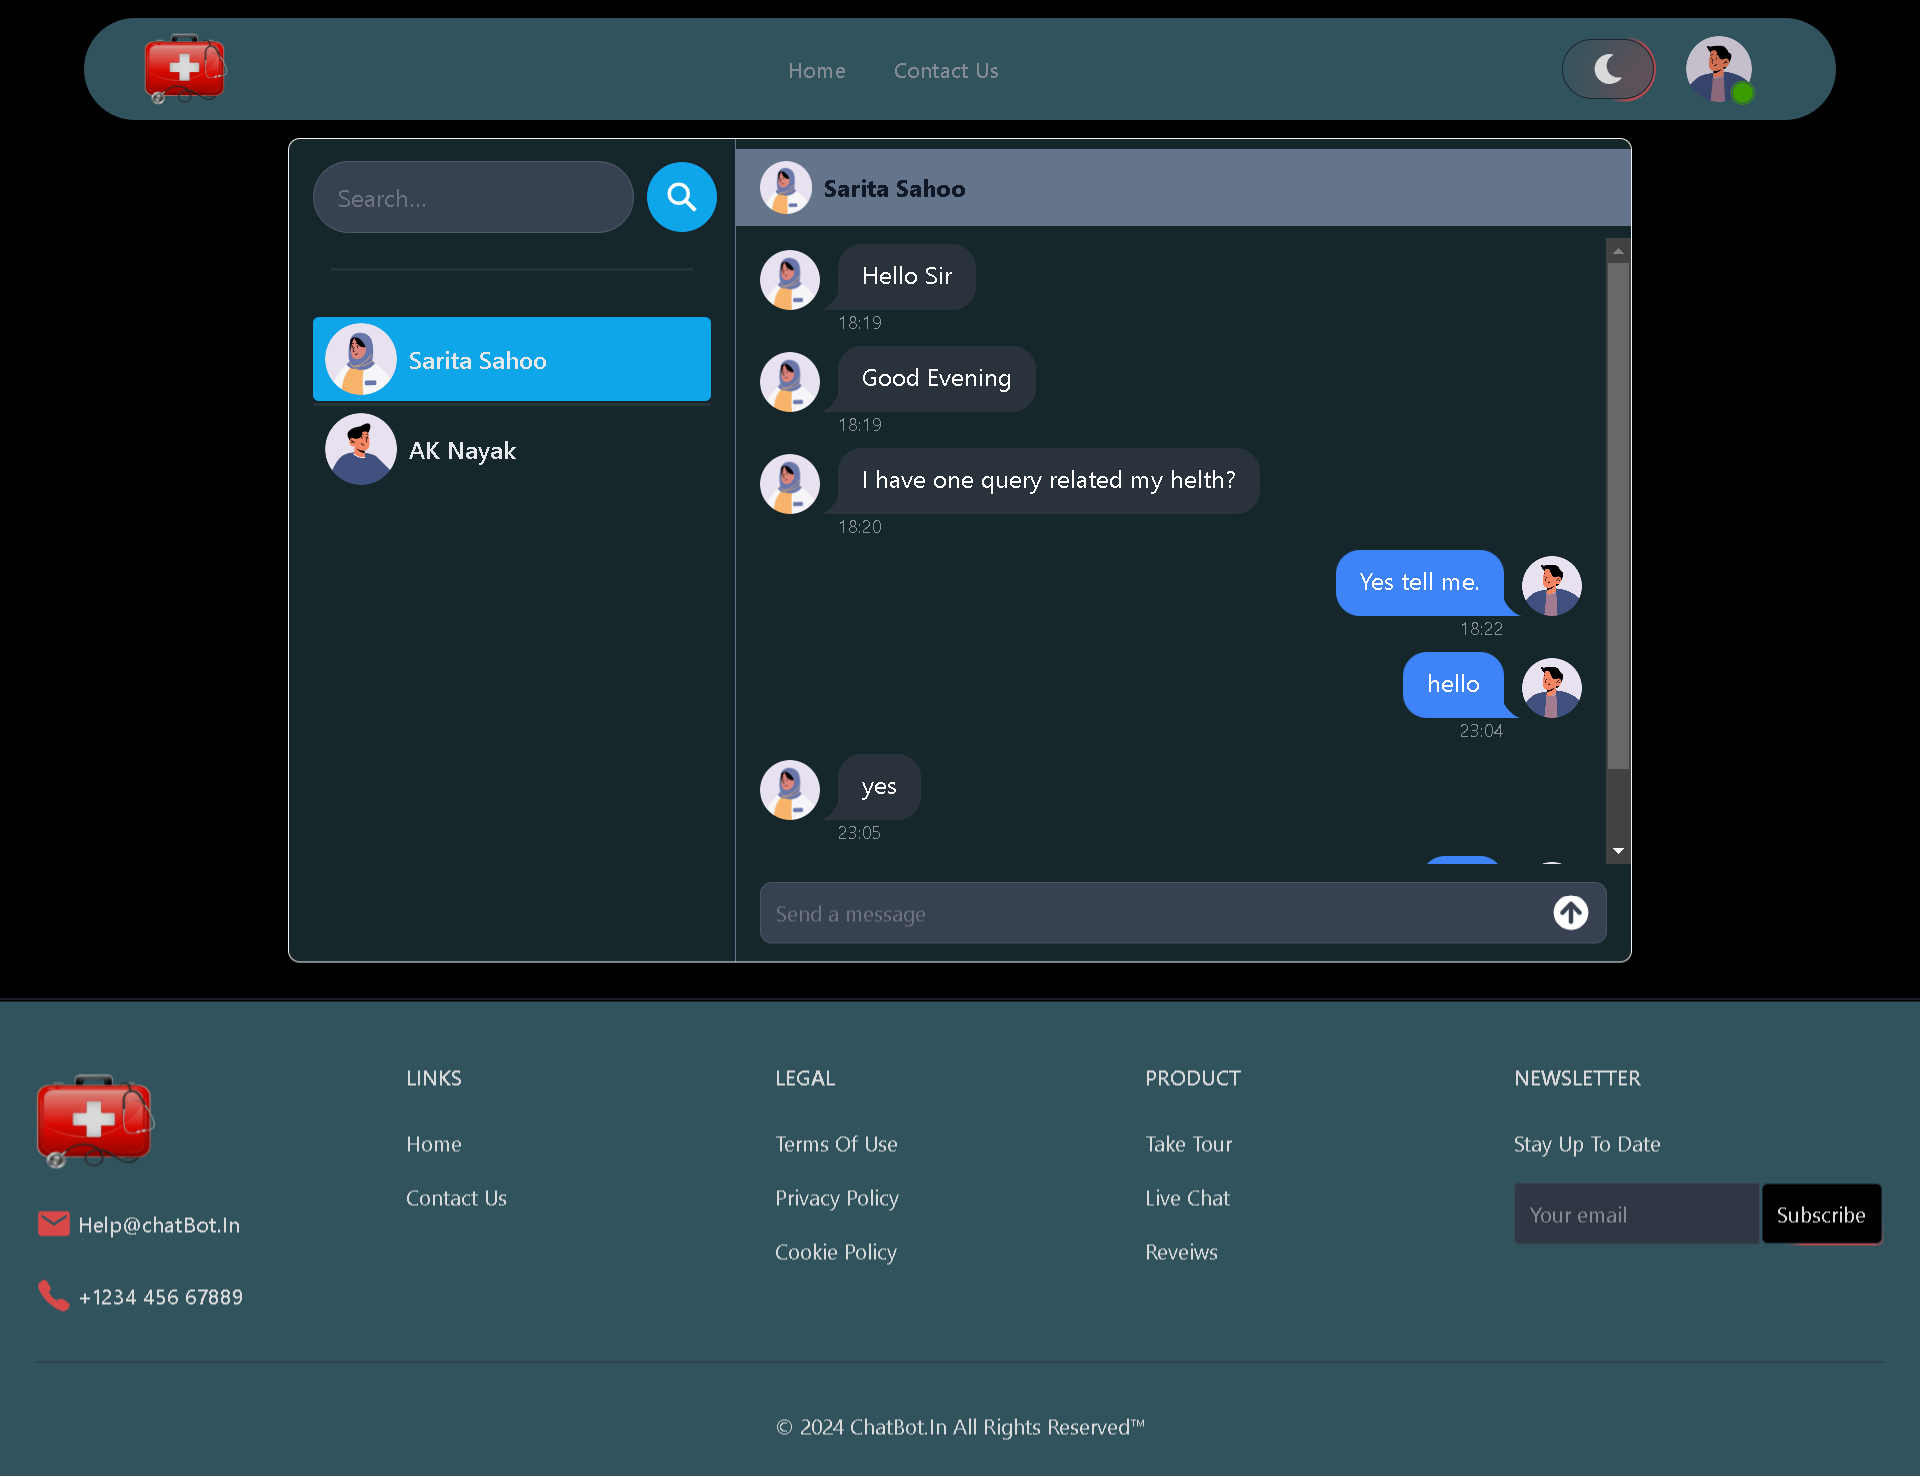 Home
Contact Us
Search...
Sarita Sahoo
AK Nayak
Sarita Sahoo
Hello Sir
18:19
Good Evening
18:19
I have one query related my helth?
18:20
Yes tell me.
18:22
hello
23:04
yes
23:05
Send a message
Help@chatBot.In
+1234 456 67889
LINKS
Home
Contact Us
LEGAL
Terms Of Use
Privacy Policy
Cookie Policy
PRODUCT
Take Tour
Live Chat
Reveiws
NEWSLETTER
Stay Up To Date
Your email
Subscribe
© 2024 ChatBot.In All Rights Reserved™